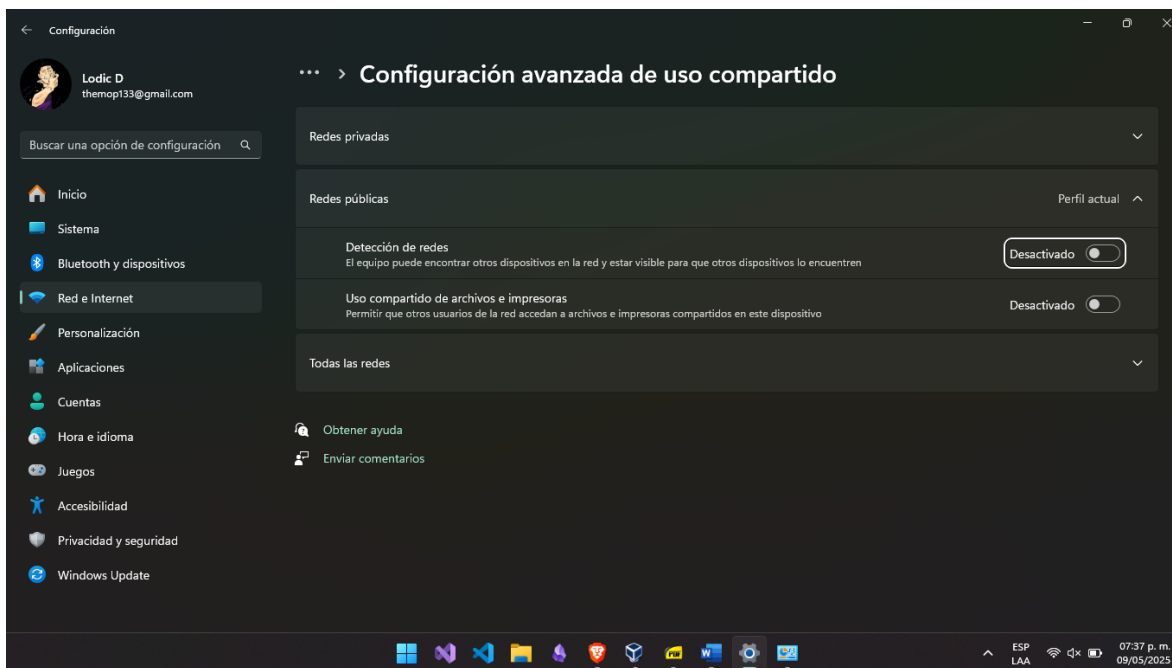 Configuración
Lodic D
themop133@gmail.com
Buscar una opción de configuración
Inicio
Sistema
Bluetooth y dispositivos
Red e Internet
Personalización
Aplicaciones
Cuentas
Hora e idioma
Juegos
Accesibilidad
Privacidad y seguridad
Windows Update
··· > Configuración avanzada de uso compartido
Redes privadas
Redes públicas Perfil actual
Detección de redes
El equipo puede encontrar otros dispositivos en la red y estar visible para que otros dispositivos lo encuentren
Desactivado
Uso compartido de archivos e impresoras
Permitir que otros usuarios de la red accedan a archivos e impresoras compartidos en este dispositivo
Desactivado
Todas las redes
Obtener ayuda
Enviar comentarios
ESP
LAA
07:37 p. m.
09/05/2025